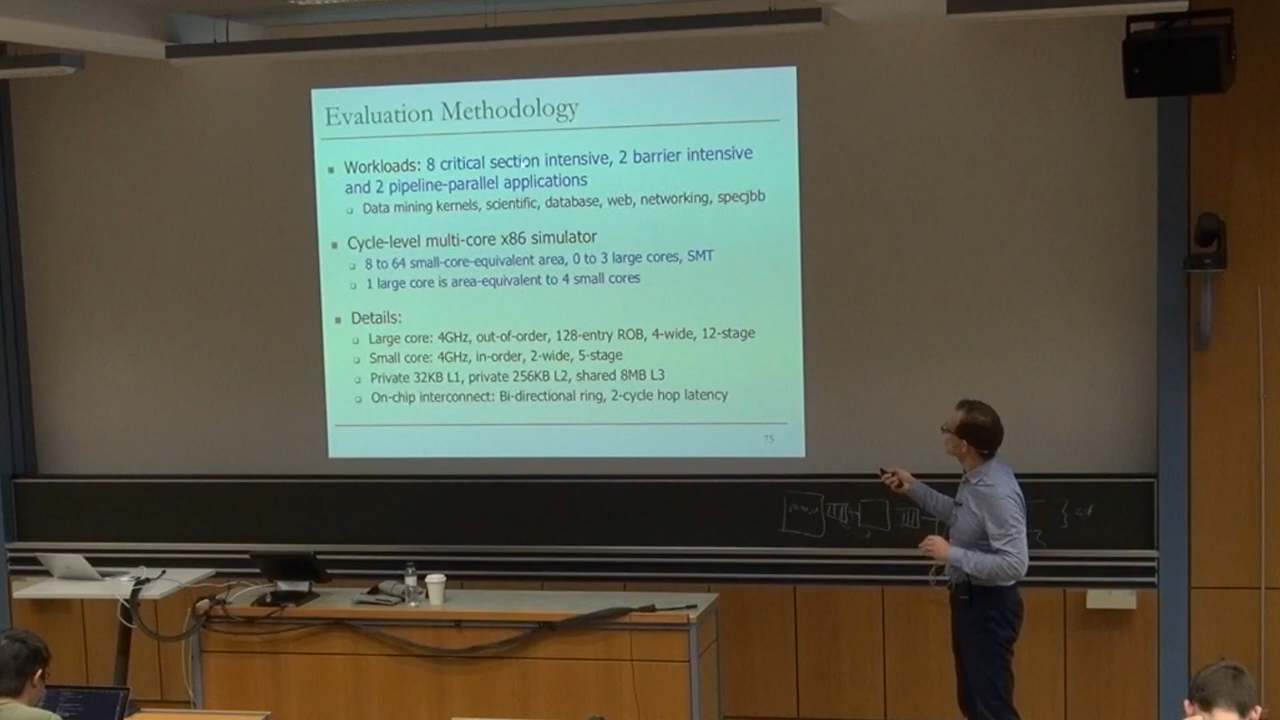 Evaluation Methodology
Workloads: 8 critical section intensive, 2 barrier intensive
and 2 pipeline-parallel applications
Data mining kernels, scientific, database, web, networking, specjbb
Cycle-level multi-core x86 simulator
8 to 64 small-core-equivalent area, 0 to 3 large cores, SMT
1 large core is area-equivalent to 4 small cores
Details:
Large core: 4GHz, out-of-order, 128-entry ROB, 4-wide, 12-stage
Small core: 4GHz, in-order, 2-wide, 5-stage
Private 32KB L1, private 256KB L2, shared 8MB L3
On-chip interconnect: Bi-directional ring, 2-cycle hop latency
75